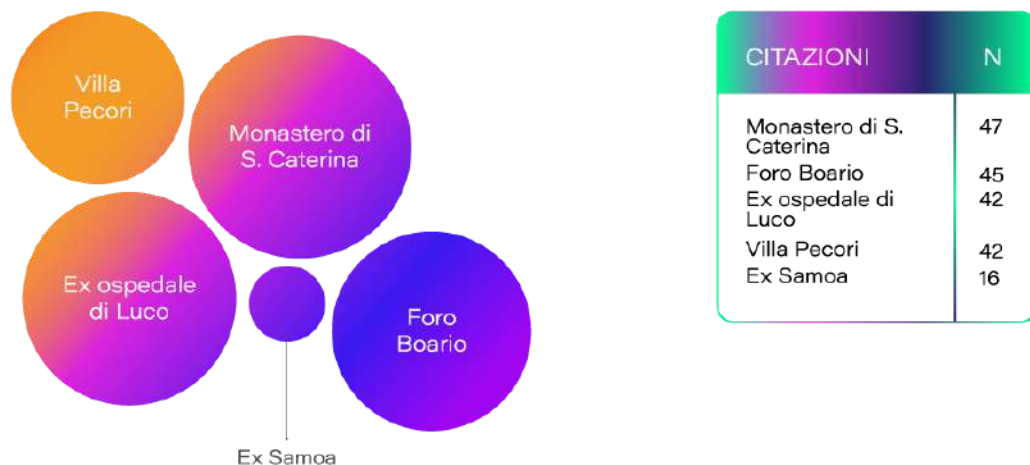 Villa
Pecori
Monastero di
S. Caterina
Ex ospedale
di Luco
Foro
Boario
Ex Samoa
CITAZIONI N
Monastero di S. 47
Caterina
Foro Boario 45
Ex ospedale di 42
Luco
Villa Pecori 42
Ex Samoa 16